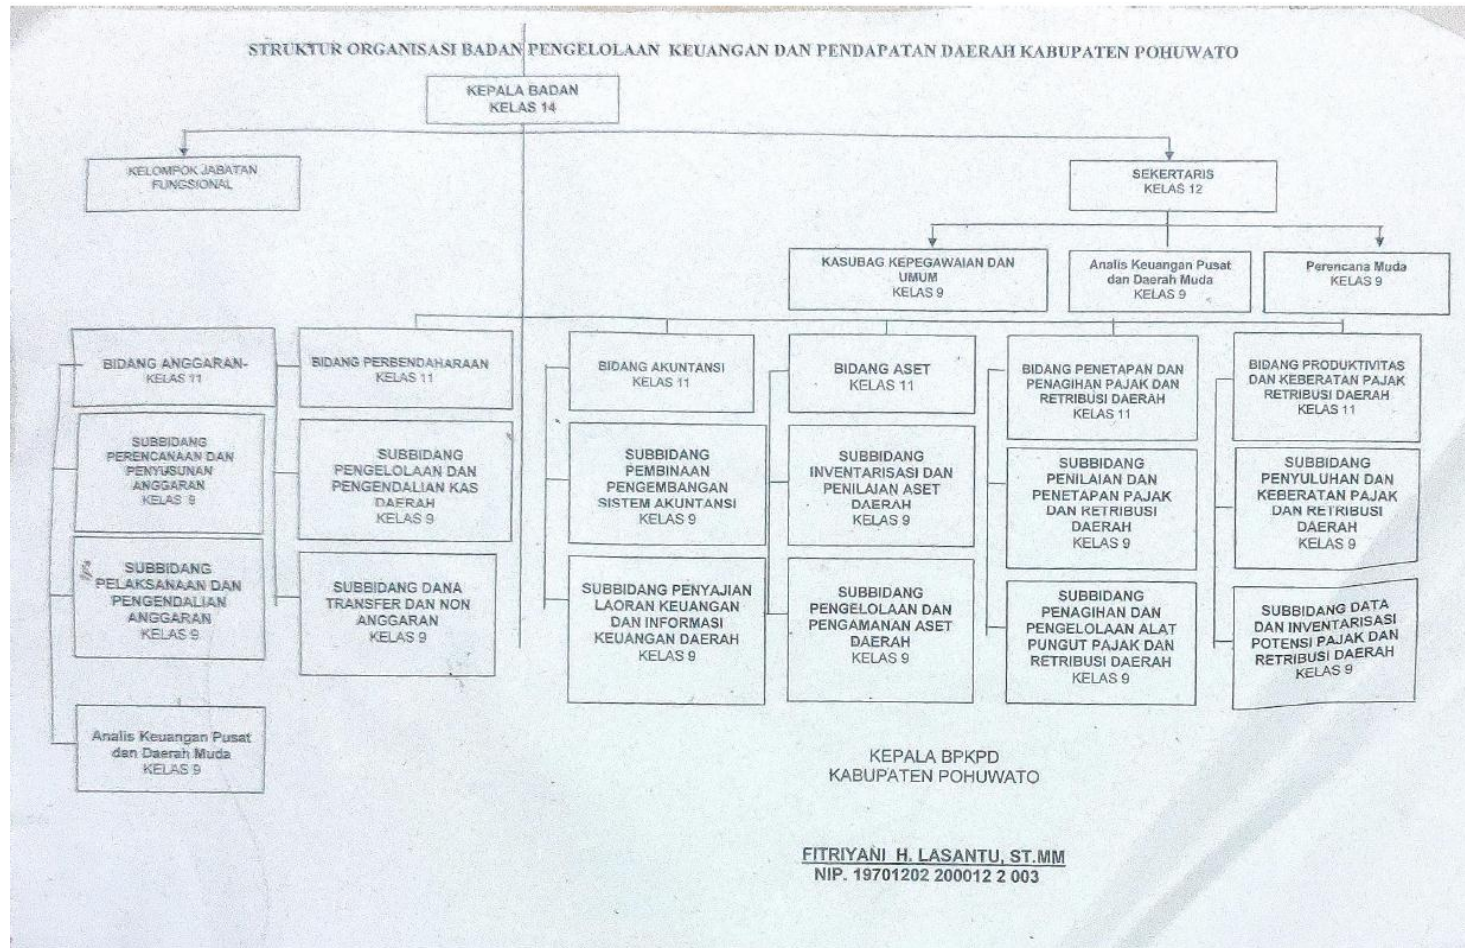 STRUKTUR ORGANISASI BADAN PENGELOLAAN KEUANGAN DAN PENDAPATAN DAERAH KABUPATEN POHUWATO
KEPALA BADAN
KELAS 14
KELOMPOK JABATAN
FUNGSIONAL
SEKERTARIS
KELAS 12
KASUBAG KEPEGAWAIAN DAN
UMUM
KELAS 9
Analis Keuangan Pusat
dan Daerah Muda
KELAS 9
Perencana Muda
KELAS 9
BIDANG ANGGARAN-
KELAS 11
BIDANG PERBENDAHARAAN
KELAS 11
BIDANG AKUNTANSI
KELAS 11
BIDANG ASET
KELAS 11
BIDANG PENETAPAN DAN
PENAGIHAN PAJAK DAN
RETRIBUSI DAERAH
KELAS 11
BIDANG PRODUKTIVITAS
DAN KEBERATAN PAJAK
RETRIBUSI DAERAH
KELAS 11
SUBBIDANG
PERENCANAAN DAN
PENYUSUNAN
ANGGARAN
KELAS 9
SUBBIDANG
PENGELOLAAN DAN
PENGENDALIAN KAS
DAERAH
KELAS 9
SUBBIDANG
PEMBINAAN
PENGEMBANGAN
SISTEM AKUNTANSI
KELAS 9
SUBBIDANG
INVENTARISASI DAN
PENILAIAN ASET
DAERAH
KELAS 9
SUBBIDANG
PENILAIAN DAN
PENETAPAN PAJAK
DAN RETRIBUSI
DAERAH
KELAS 9
SUBBIDANG
PENYULUHAN DAN
KEBERATAN PAJAK
DAN RETRIBUSI
DAERAH
KELAS 9
SUBBIDANG
PELAKSANAAN DAN
PENGENDALIAN
ANGGARAN
KELAS 9
SUBBIDANG DANA
TRANSFER DAN NON
ANGGARAN
KELAS 9
SUBBIDANG PENYAJIAN
LAORAN KEUANGAN
DAN INFORMASI
KEUANGAN DAERAH
KELAS 9
SUBBIDANG
PENGELOLAAN DAN
PENGAMANAN ASET
DAERAH
KELAS 9
SUBBIDANG
PENAGIHAN DAN
PENGELOLAAN ALAT
PUNGUT PAJAK DAN
RETRIBUSI DAERAH
KELAS 9
SUBBIDANG DATA
DAN INVENTARISASI
POTENSI PAJAK DAN
RETRIBUSI DAERAH
KELAS 9
Analis Keuangan Pusat
dan Daerah Muda
KELAS 9
KEPALA BPKPD
KABUPATEN POHUWATO
FITRIYANI H. LASANTU, ST.MM
NIP. 19701202 200012 2 003